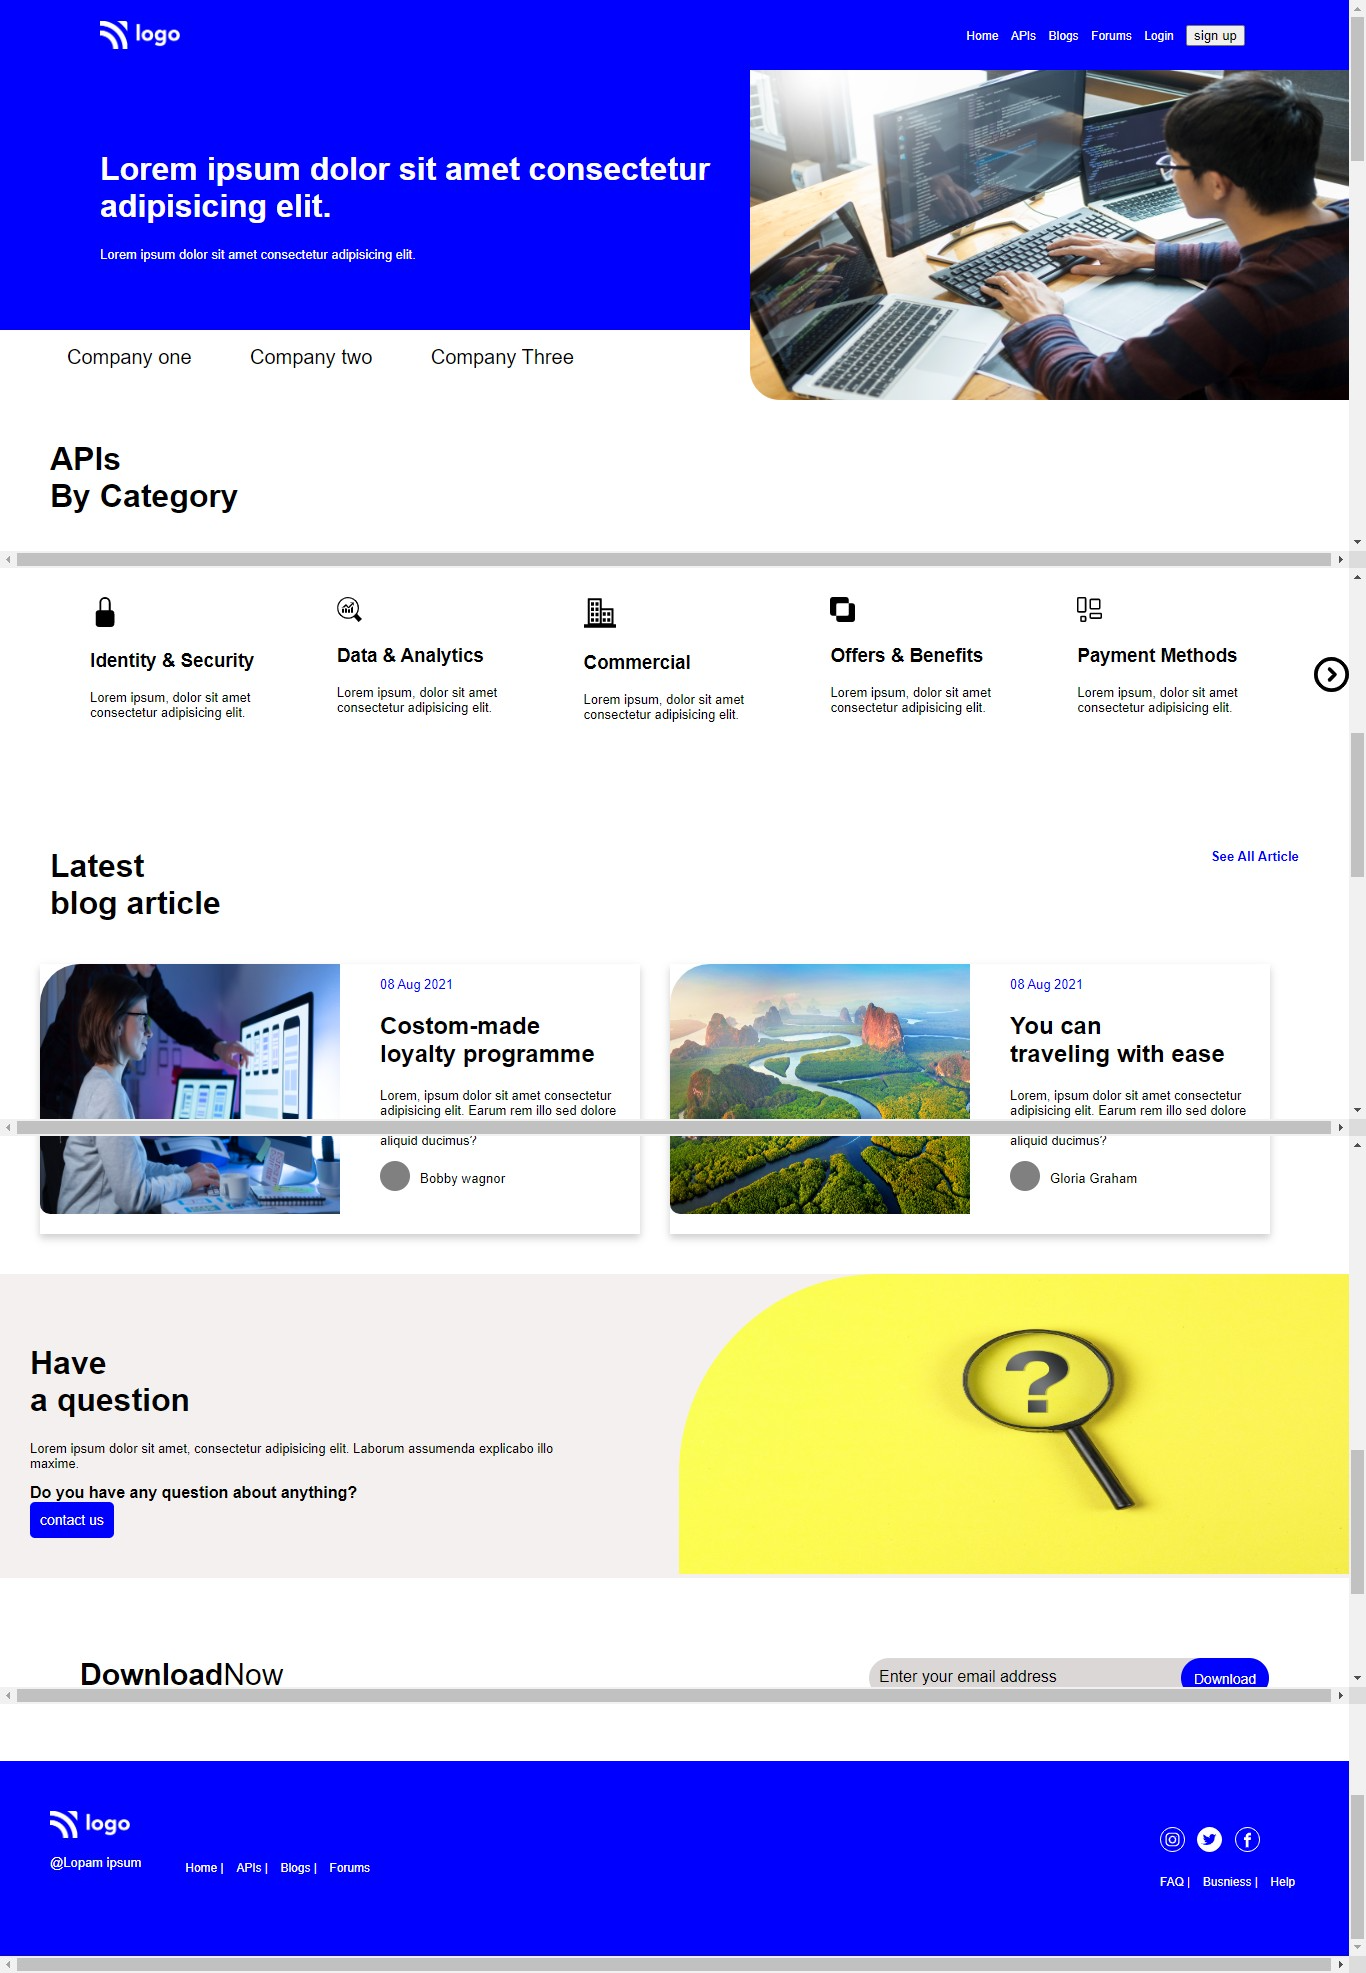 logo
Home APIs Blogs Forums Login sign up
Lorem ipsum dolor sit amet consectetur
adipisicing elit.
Lorem ipsum dolor sit amet consectetur adipisicing elit.
Company one Company two Company Three
APIs
By Category
Identity & Security
Lorem ipsum, dolor sit amet
consectetur adipisicing elit.
Data & Analytics
Lorem ipsum, dolor sit amet
consectetur adipisicing elit.
Commercial
Lorem ipsum, dolor sit amet
consectetur adipisicing elit.
Offers & Benefits
Lorem ipsum, dolor sit amet
consectetur adipisicing elit.
Payment Methods
Lorem ipsum, dolor sit amet
consectetur adipisicing elit.
Latest
blog article
See All Article
08 Aug 2021
Costom-made
loyalty programme
Lorem, ipsum dolor sit amet consectetur
adipisicing elit. Earum rem illo sed dolore
aliquid ducimus?
Bobby wagnor
08 Aug 2021
You can
traveling with ease
Lorem, ipsum dolor sit amet consectetur
adipisicing elit. Earum rem illo sed dolore
aliquid ducimus?
Gloria Graham
Have
a question
Lorem ipsum dolor sit amet, consectetur adipisicing elit. Laborum assumenda explicabo illo
maxime.
Do you have any question about anything?
contact us
?
DownloadNow
Enter your email address
Download
logo
@Lopam ipsum
Home | APIs | Blogs | Forums
FAQ | Busniess | Help